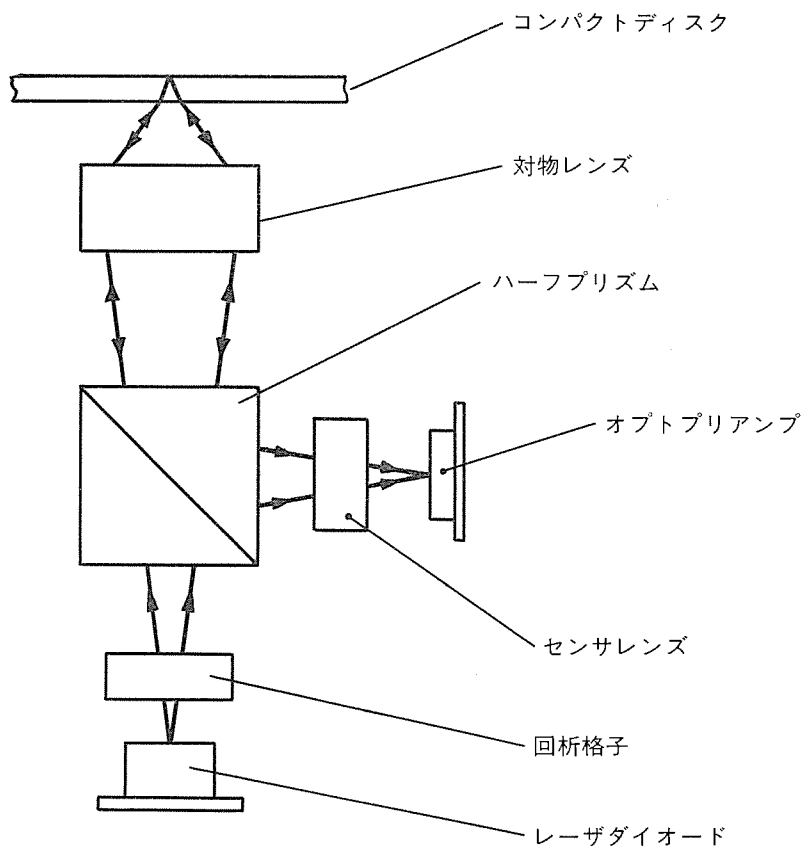 コンパクトディスク
対物レンズ
ハーフプリズム
オプトプリアンプ
センサレンズ
回析格子
レーザダイオード